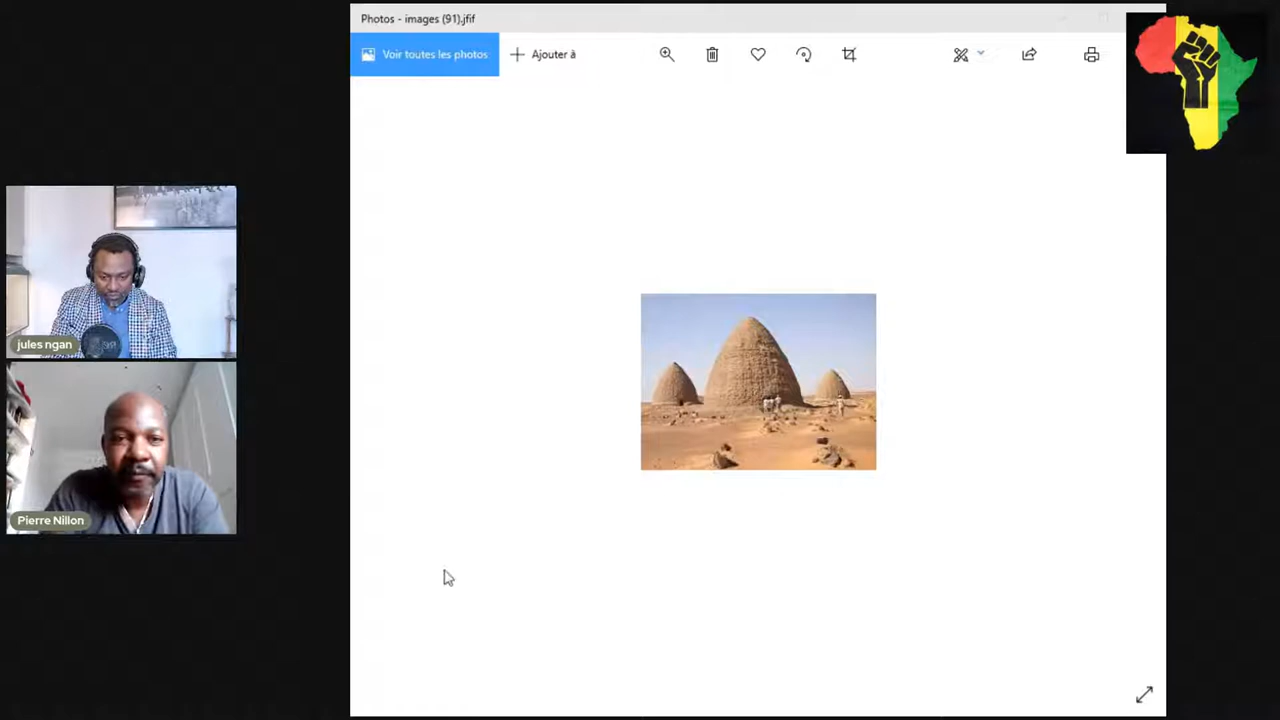 Photos - images (91).jfif
Voir toutes les photos
Ajouter à
jules ngan
Pierre Nillon